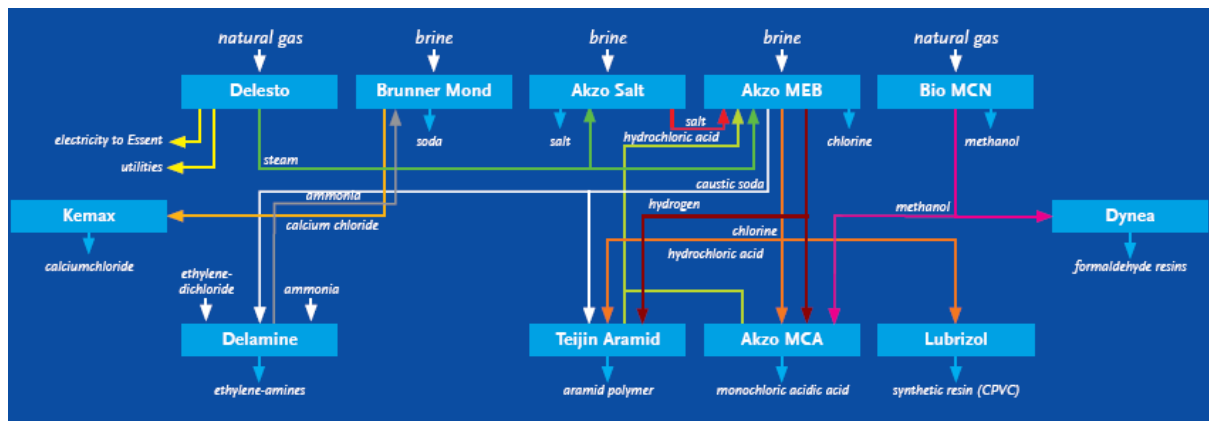 natural gas
brine
brine
brine
natural gas
Delesto
Brunner Mond
Akzo Salt
Akzo MEB
Bio MCN
electricity to Essent
utilities
steam
soda
salt
salt
hydrochloric acid
chlorine
methanol
ammonia
caustic soda
Kemax
calcium chloride
hydrogen
methanol
Dynea
calciumchloride
chlorine
hydrochloric acid
formaldehyde resins
ethylene-
dichloride
ammonia
Delamine
Teijin Aramid
Akzo MCA
Lubrizol
ethylene-amines
aramid polymer
monochloric acidic acid
synthetic resin (CPVC)